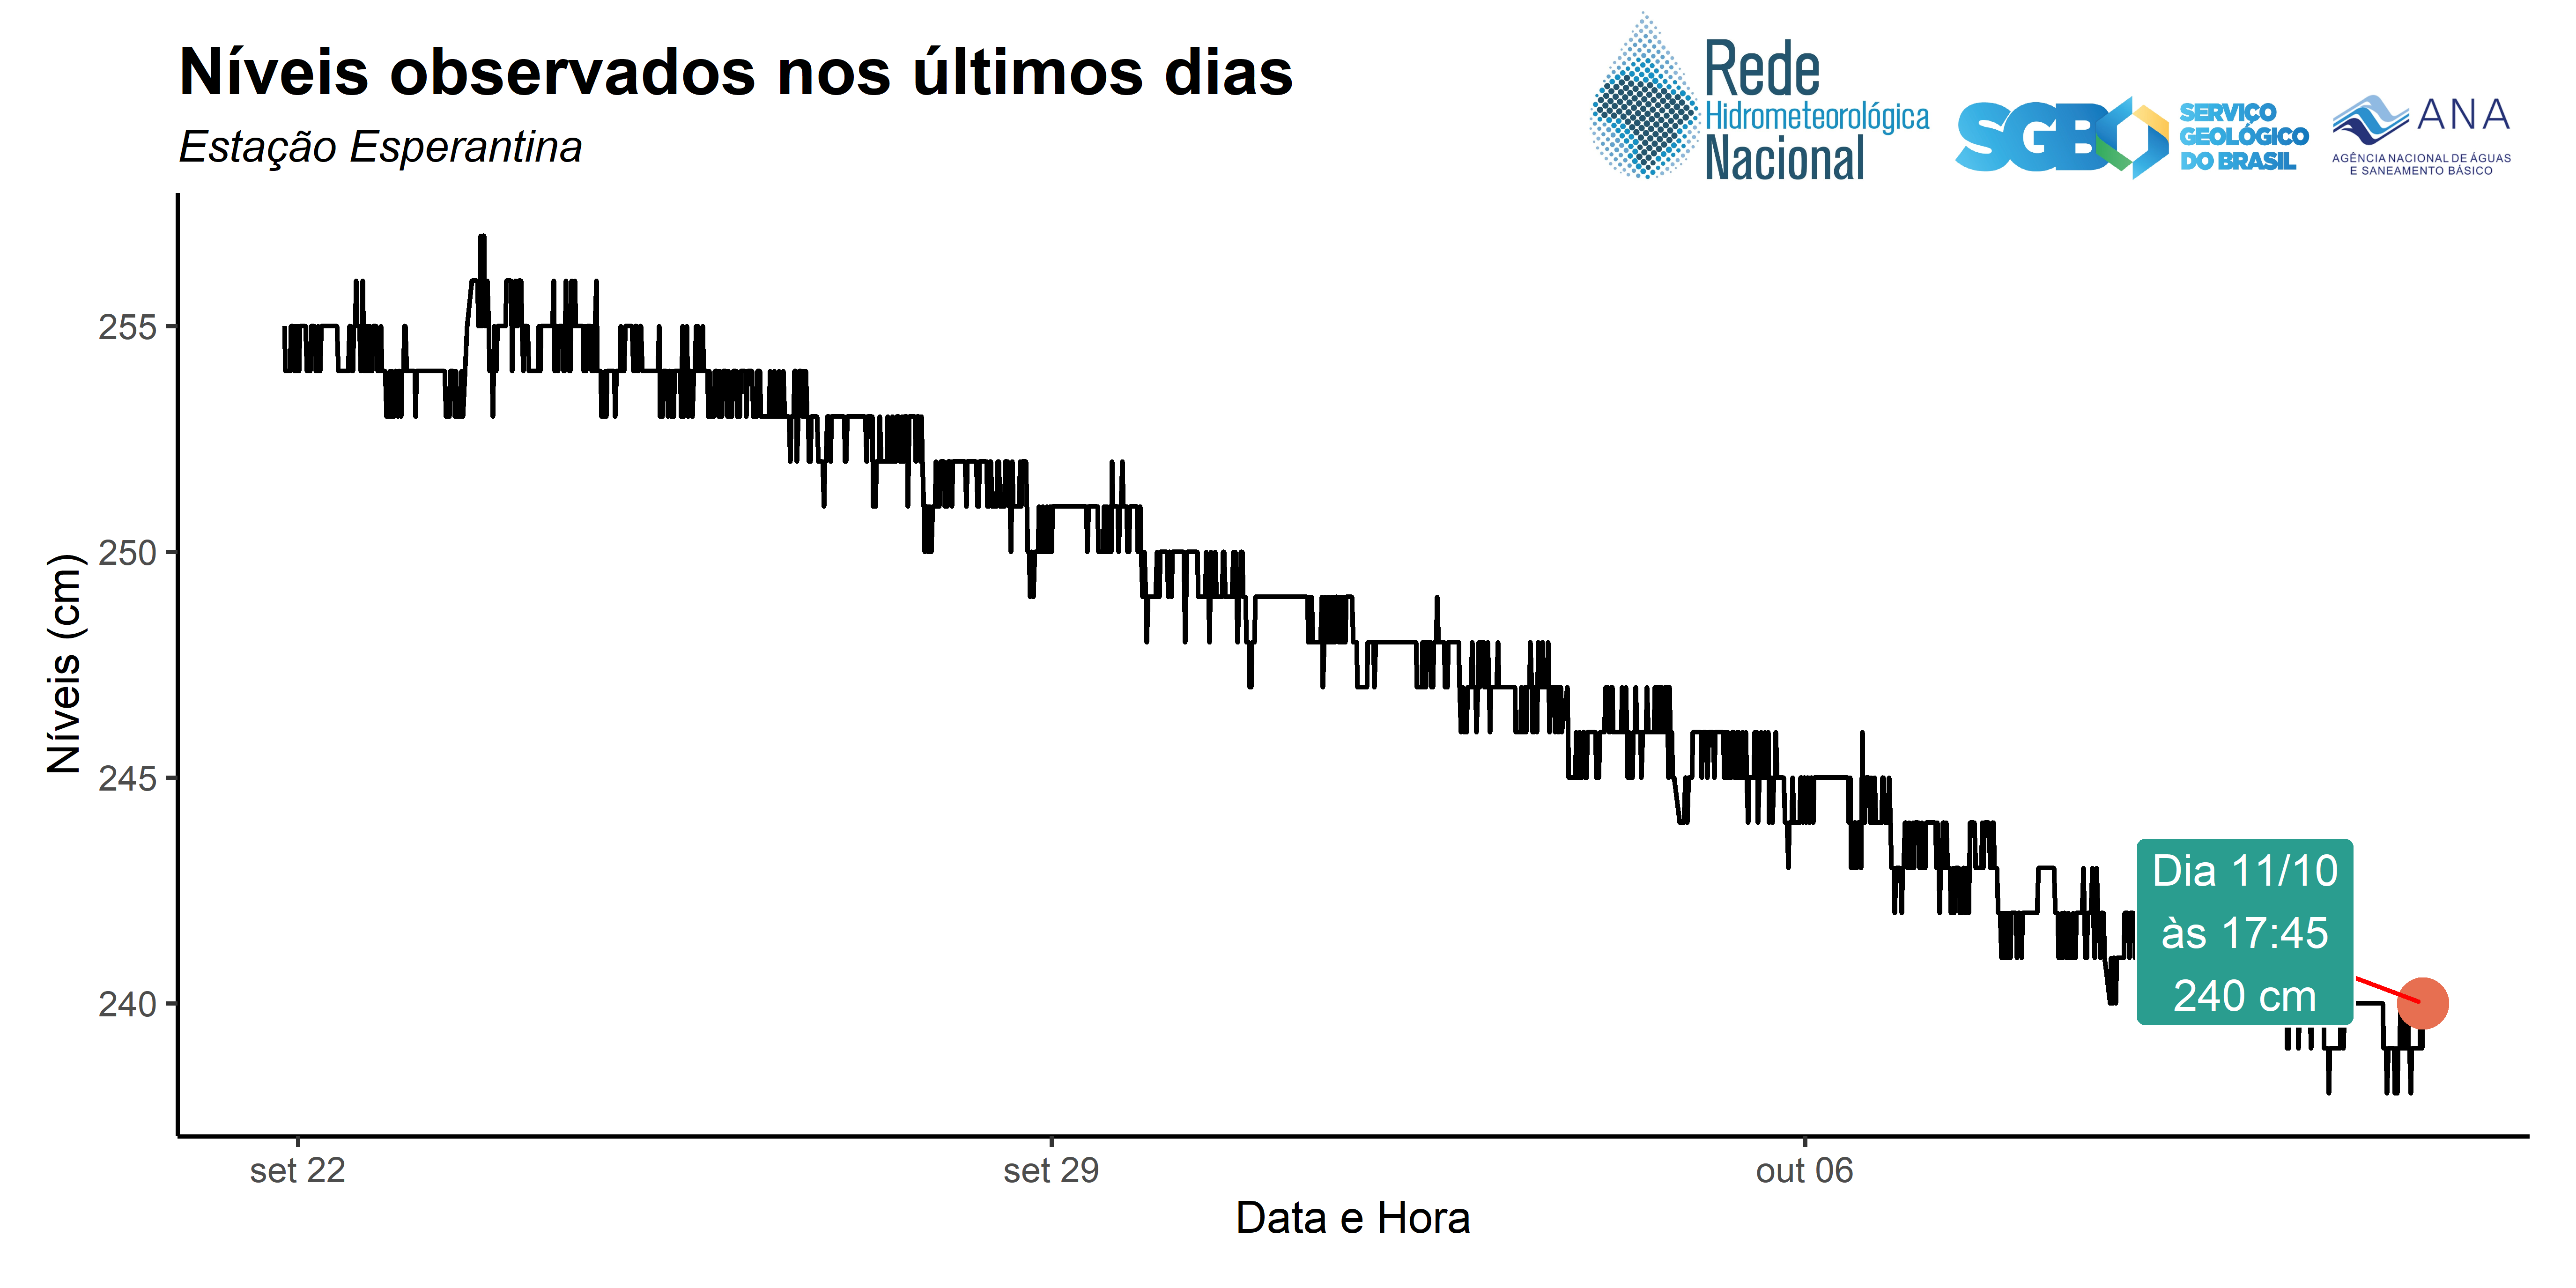 Níveis observados nos últimos dias
Estação Esperantina
Rede
Hidrometeorológica
Nacional
SGB
SERVIÇO
GEOLÓGICO
DO BRASIL
ANA
AGÊNCIA NACIONAL DE ÁGUAS
E SANEAMENTO BÁSICO
Níveis (cm)
255
250
245
240
Dia 11/10
às 17:45
240 cm
set 22
set 29
out 06
Data e Hora